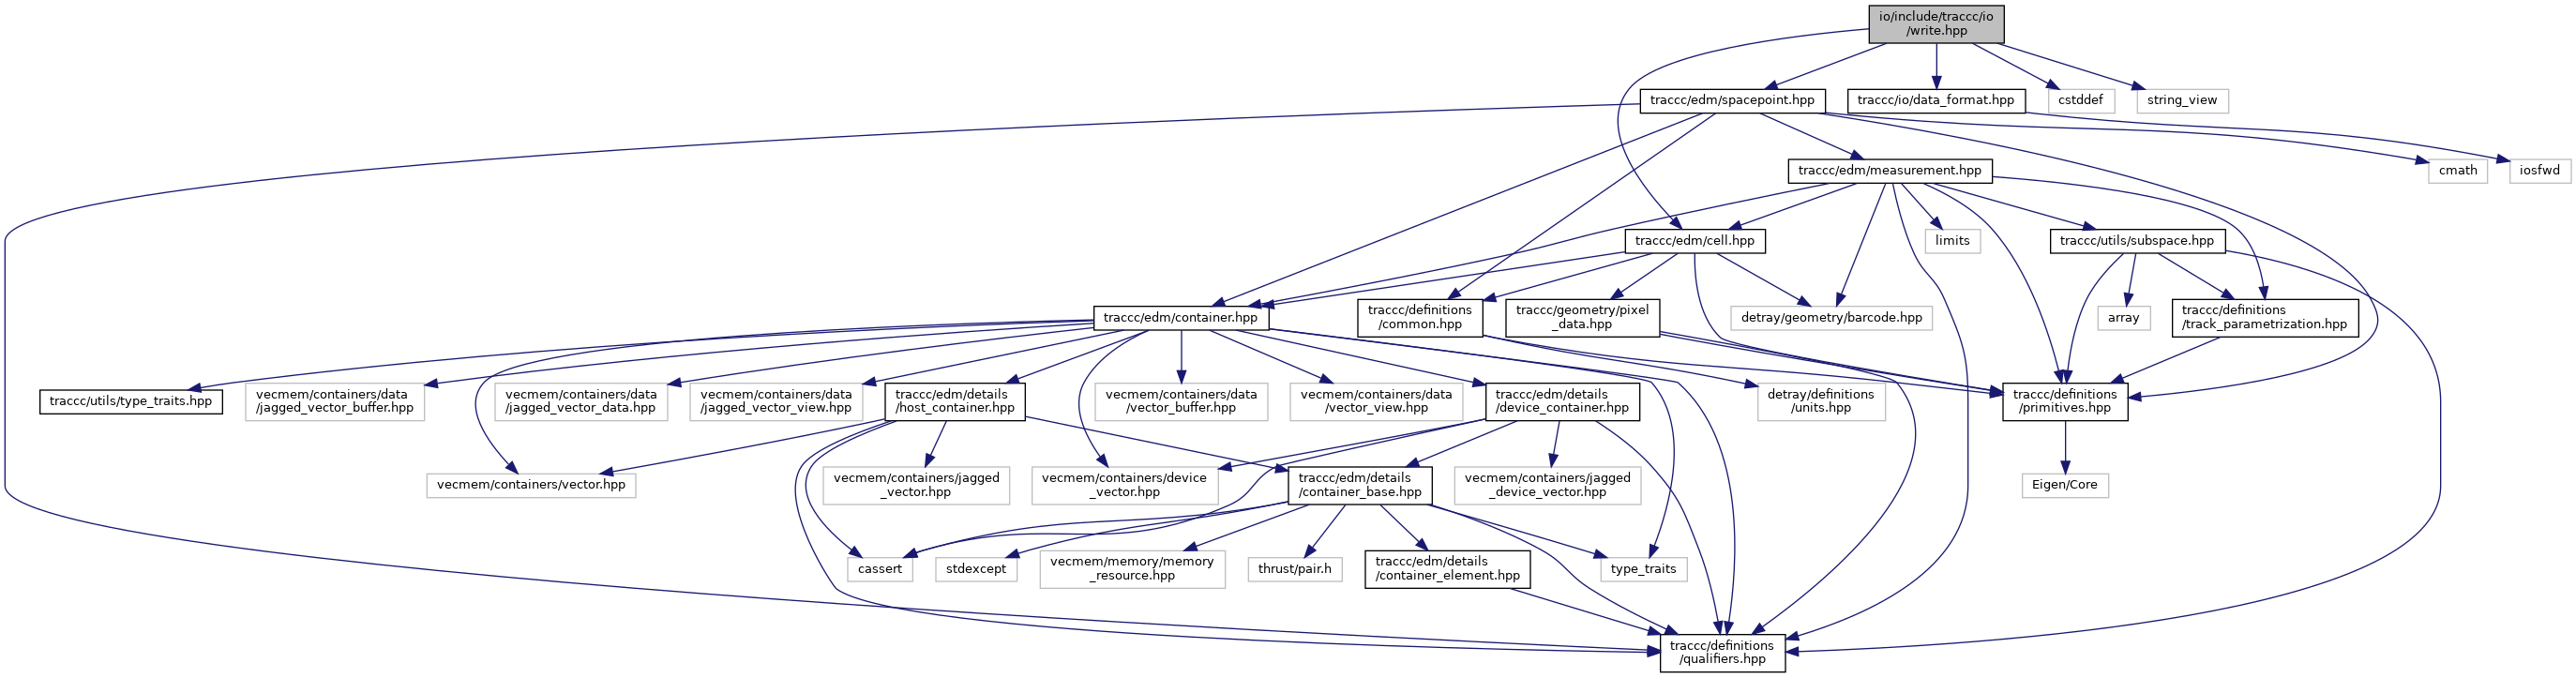 io/include/traccc/io
/write.hpp
traccc/edm/spacepoint.hpp
traccc/io/data_format.hpp
cstddef
string_view
traccc/edm/measurement.hpp
cmath
iosfwd
traccc/edm/cell.hpp
limits
traccc/utils/subspace.hpp
traccc/edm/container.hpp
traccc/definitions
/common.hpp
traccc/geometry/pixel
_data.hpp
detray/geometry/barcode.hpp
array
traccc/definitions
/track_parametrization.hpp
traccc/utils/type_traits.hpp
vecmem/containers/data
/jagged_vector_buffer.hpp
vecmem/containers/data
/jagged_vector_data.hpp
vecmem/containers/data
/jagged_vector_view.hpp
traccc/edm/details
/host_container.hpp
vecmem/containers/data
/vector_buffer.hpp
vecmem/containers/data
/vector_view.hpp
traccc/edm/details
/device_container.hpp
detray/definitions
/units.hpp
traccc/definitions
/primitives.hpp
vecmem/containers/vector.hpp
vecmem/containers/jagged
_vector.hpp
vecmem/containers/device
_vector.hpp
traccc/edm/details
/container_base.hpp
vecmem/containers/jagged
_device_vector.hpp
Eigen/Core
cassert
stdexcept
vecmem/memory/memory
_resource.hpp
thrust/pair.h
traccc/edm/details
/container_element.hpp
type_traits
traccc/definitions
/qualifiers.hpp